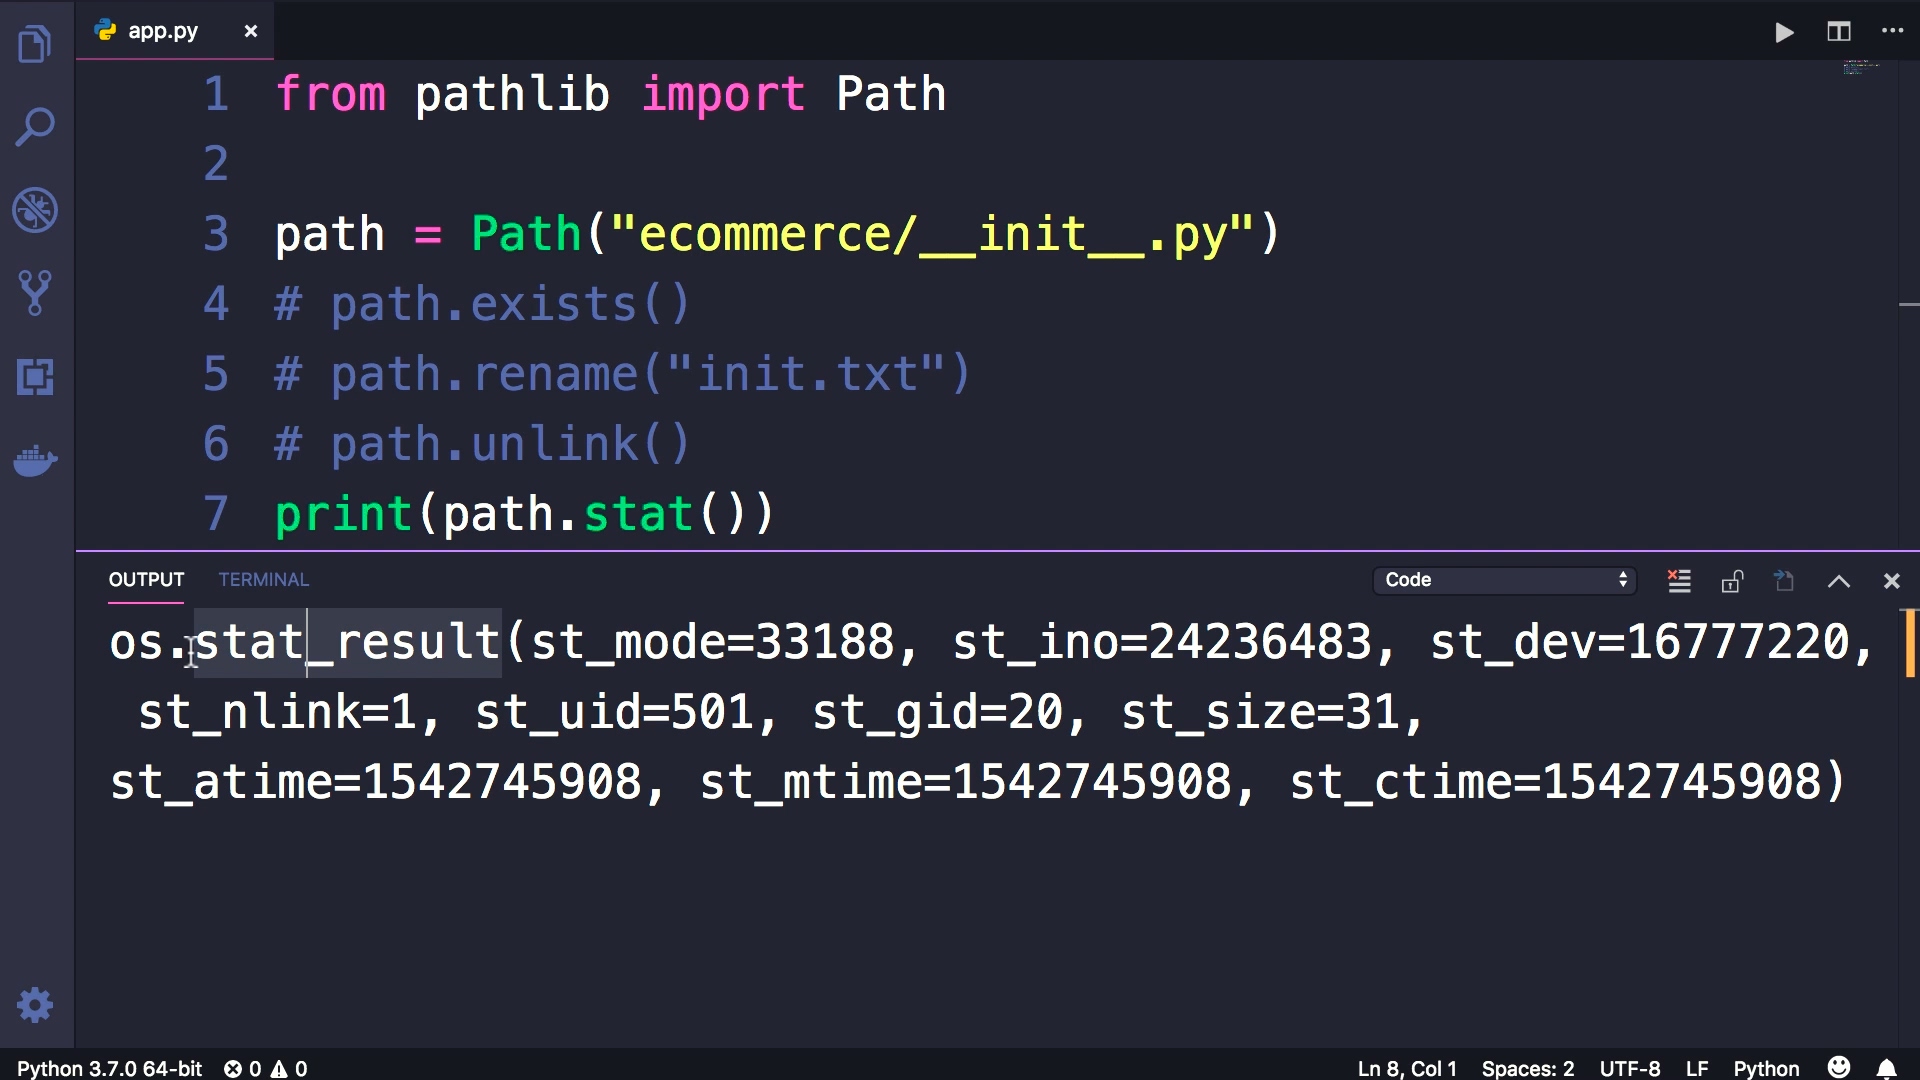 app.py
1 from pathlib import Path
2
3 path = Path("ecommerce/__init__.py")
4 # path.exists()
5 # path.rename("init.txt")
6 # path.unlink()
7 print(path.stat())
OUTPUT TERMINAL Code
os.stat_result(st_mode=33188, st_ino=24236483, st_dev=16777220,
st_nlink=1, st_uid=501, st_gid=20, st_size=31,
st_atime=1542745908, st_mtime=1542745908, st_ctime=1542745908)
Python 3.7.0 64-bit 0 0 Ln 8, Col 1 Spaces: 2 UTF-8 LF Python